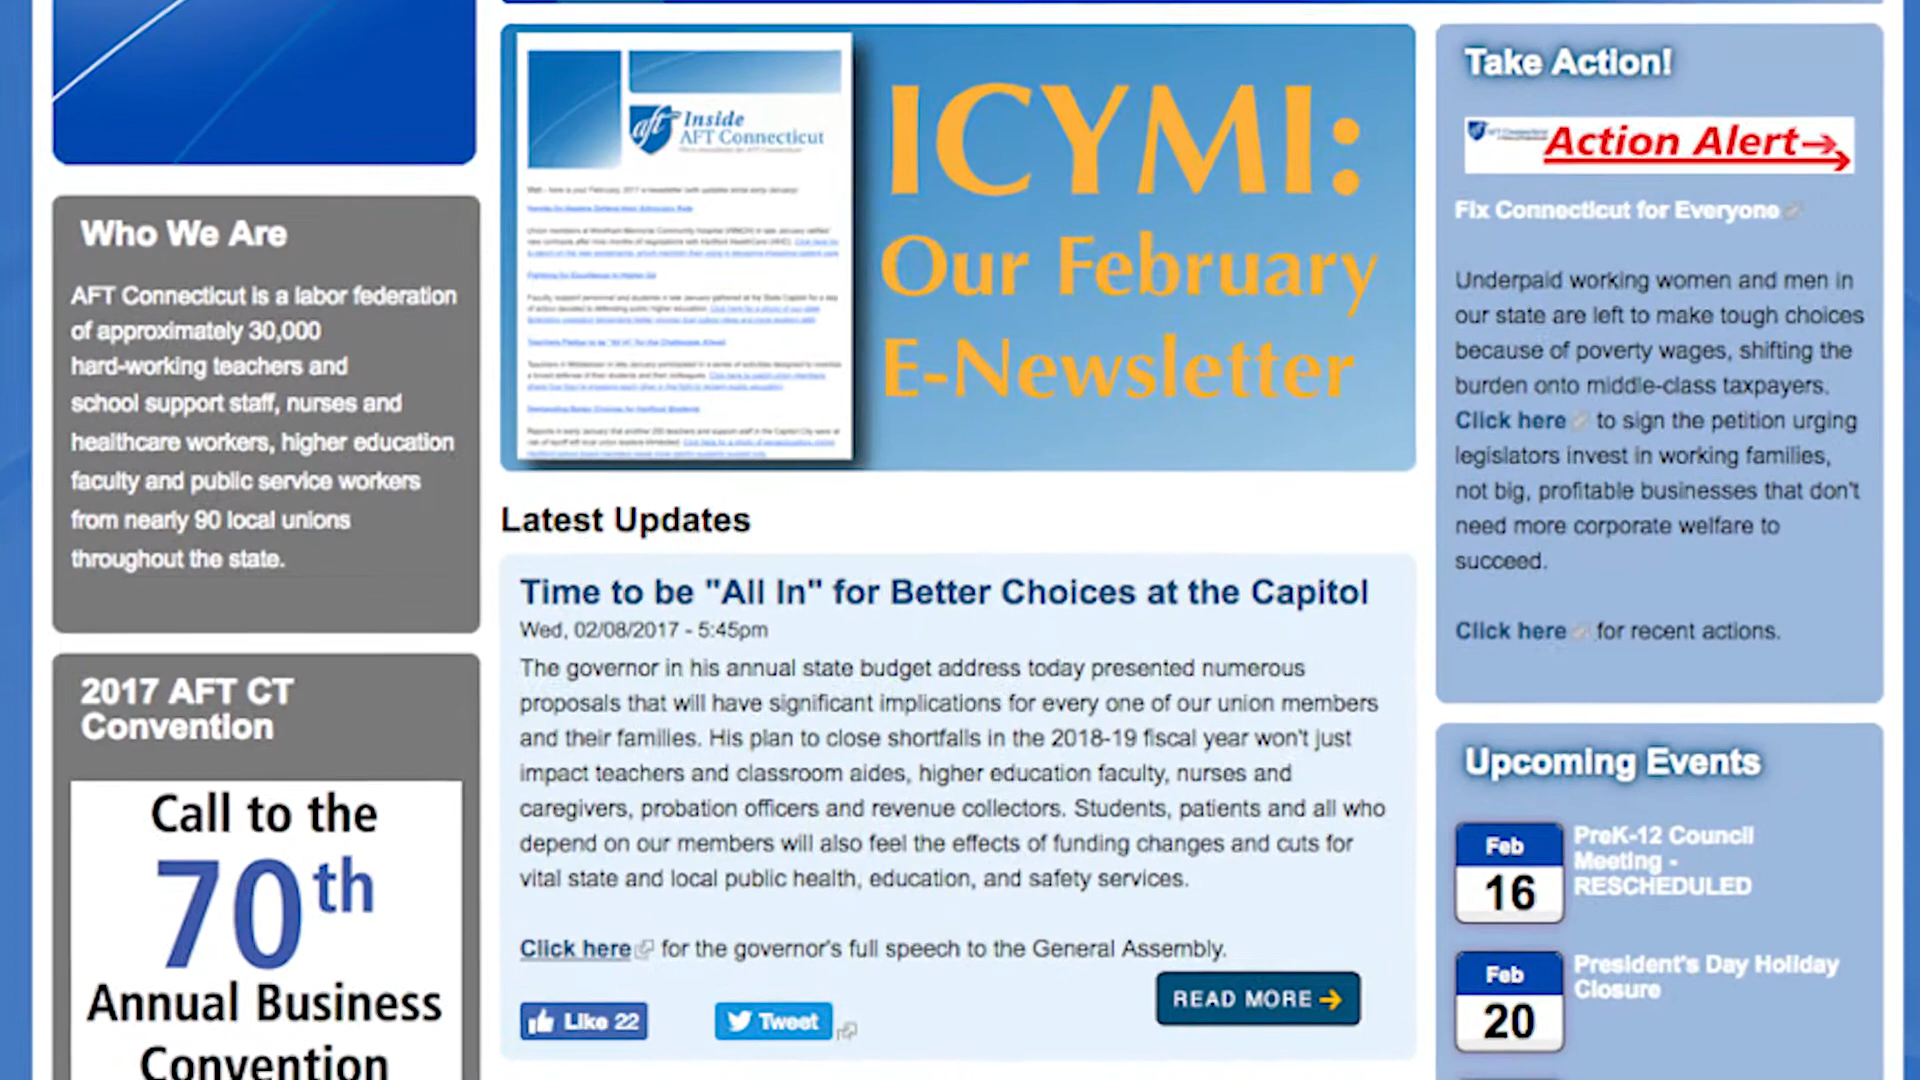 Who We Are
AFT Connecticut is a labor federation
of approximately 30,000
hard-working teachers and
school support staff, nurses and
healthcare workers, higher education
faculty and public service workers
from nearly 90 local unions
throughout the state.
2017 AFT CT
Convention
Call to the
70th
Annual Business
Convention
aft Inside
AFT Connecticut
ICYMI:
Our February
E-Newsletter
Latest Updates
Time to be "All In" for Better Choices at the Capitol
Wed, 02/08/2017 - 5:45pm
The governor in his annual state budget address today presented numerous
proposals that will have significant implications for every one of our union members
and their families. His plan to close shortfalls in the 2018-19 fiscal year won't just
impact teachers and classroom aides, higher education faculty, nurses and
caregivers, probation officers and revenue collectors. Students, patients and all who
depend on our members will also feel the effects of funding changes and cuts for
vital state and local public health, education, and safety services.
Click here for the governor's full speech to the General Assembly.
READ MORE
Like 22
Tweet
Take Action!
Action Alert
Fix Connecticut for Everyone
Underpaid working women and men in
our state are left to make tough choices
because of poverty wages, shifting the
burden onto middle-class taxpayers.
Click here to sign the petition urging
legislators invest in working families,
not big, profitable businesses that don't
need more corporate welfare to
succeed.
Click here for recent actions.
Upcoming Events
Feb
16
PreK-12 Council
Meeting -
RESCHEDULED
Feb
20
President's Day Holiday
Closure